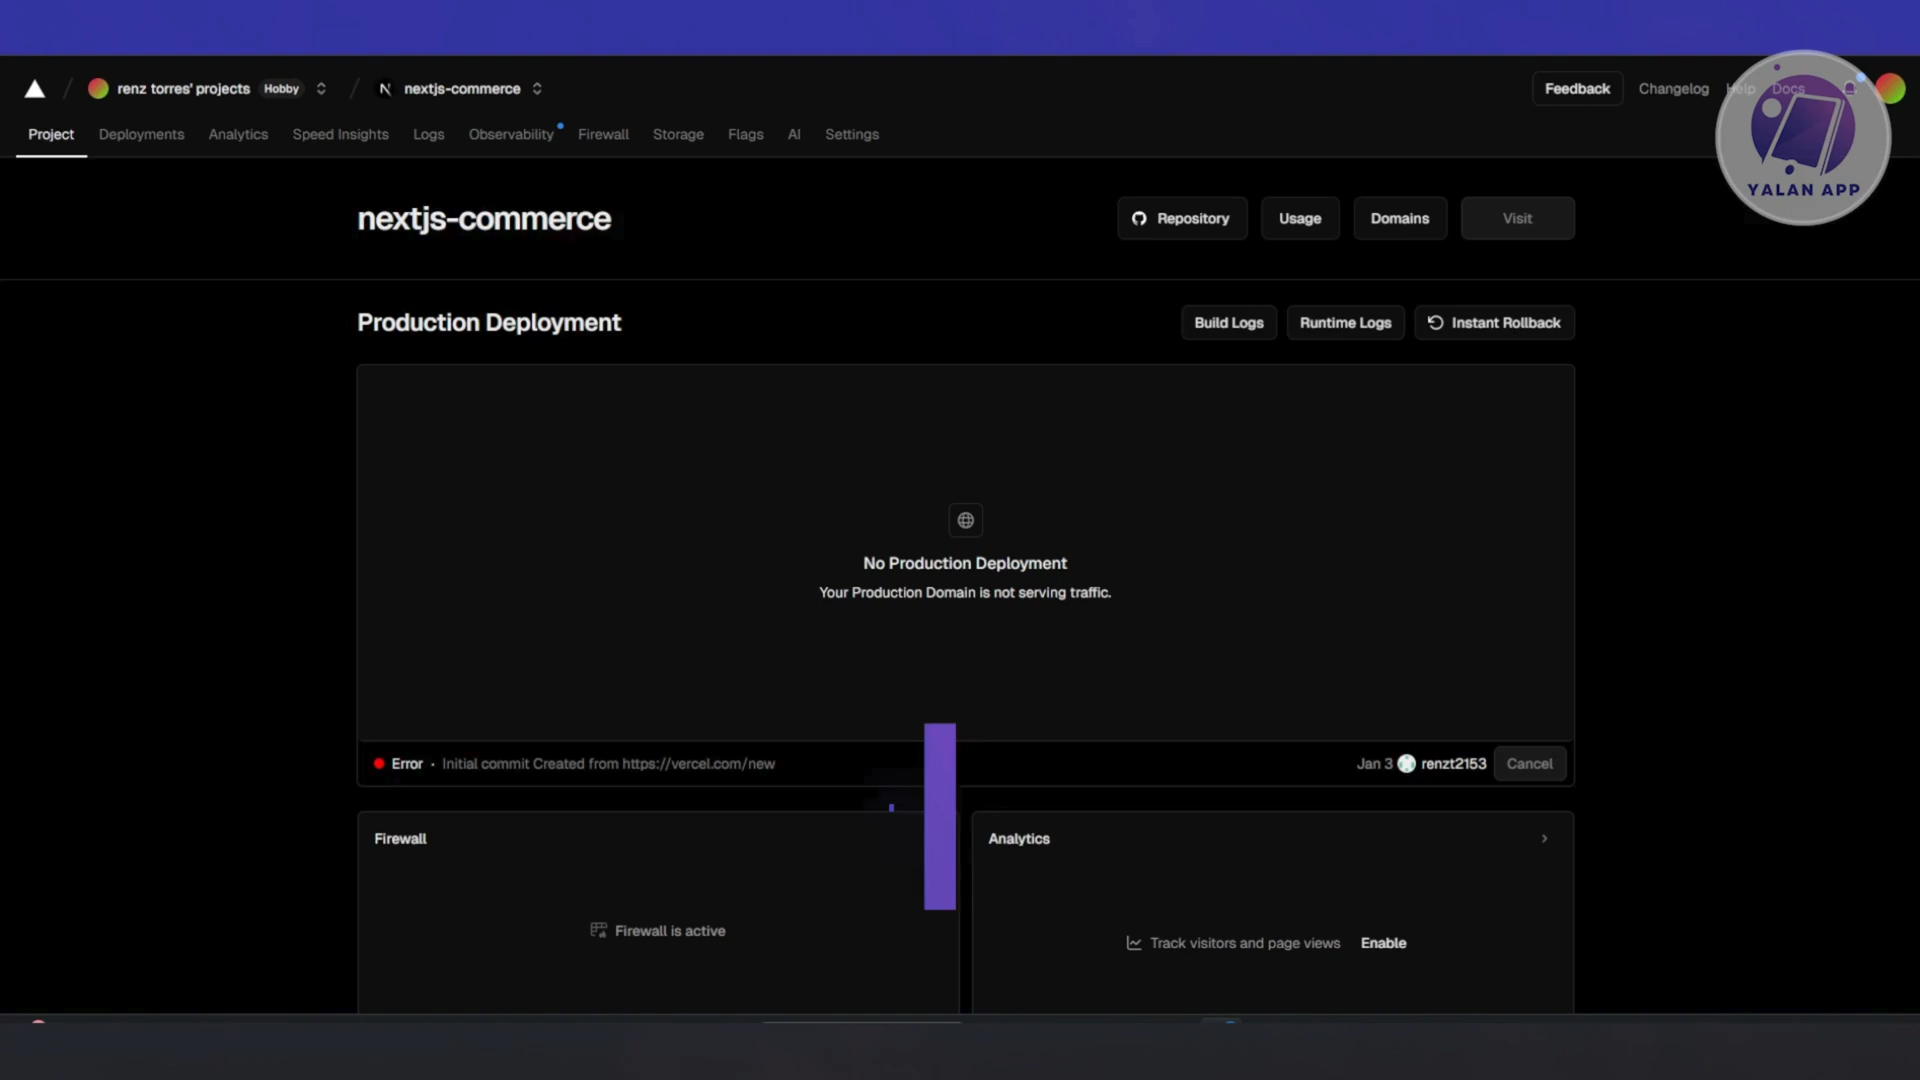 renz torres' projects Hobby nextjs-commerce Feedback Changelog Help Docs
Project Deployments Analytics Speed Insights Logs Observability Firewall Storage Flags AI Settings
YALAN APP
nextjs-commerce Repository Usage Domains Visit
Production Deployment Build Logs Runtime Logs Instant Rollback
No Production Deployment
Your Production Domain is not serving traffic.
Error · Initial commit Created from https://vercel.com/new Jan 3 renzt2153 Cancel
Firewall Analytics
Firewall is active
Track visitors and page views Enable